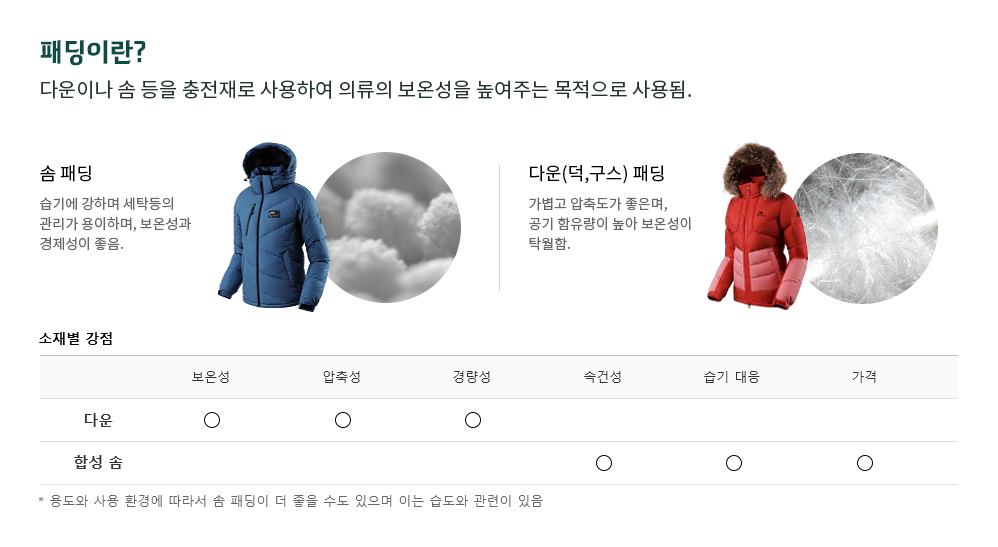 패딩이란?
다운이나 솜 등을 충전재로 사용하여 의류의 보온성을 높여주는 목적으로 사용됨.
솜 패딩
습기에 강하며 세탁등의
관리가 용이하며, 보온성과
경제성이 좋음.
다운(덕,구스) 패딩
가볍고 압축도가 좋은며,
공기 함유량이 높아 보온성이
탁월함.
소재별 강점
보온성 압축성 경량성 속건성 습기 대응 가격
다운 ○ ○ ○
합성 솜 ○ ○ ○
* 용도와 사용 환경에 따라서 솜 패딩이 더 좋을 수도 있으며 이는 습도와 관련이 있음